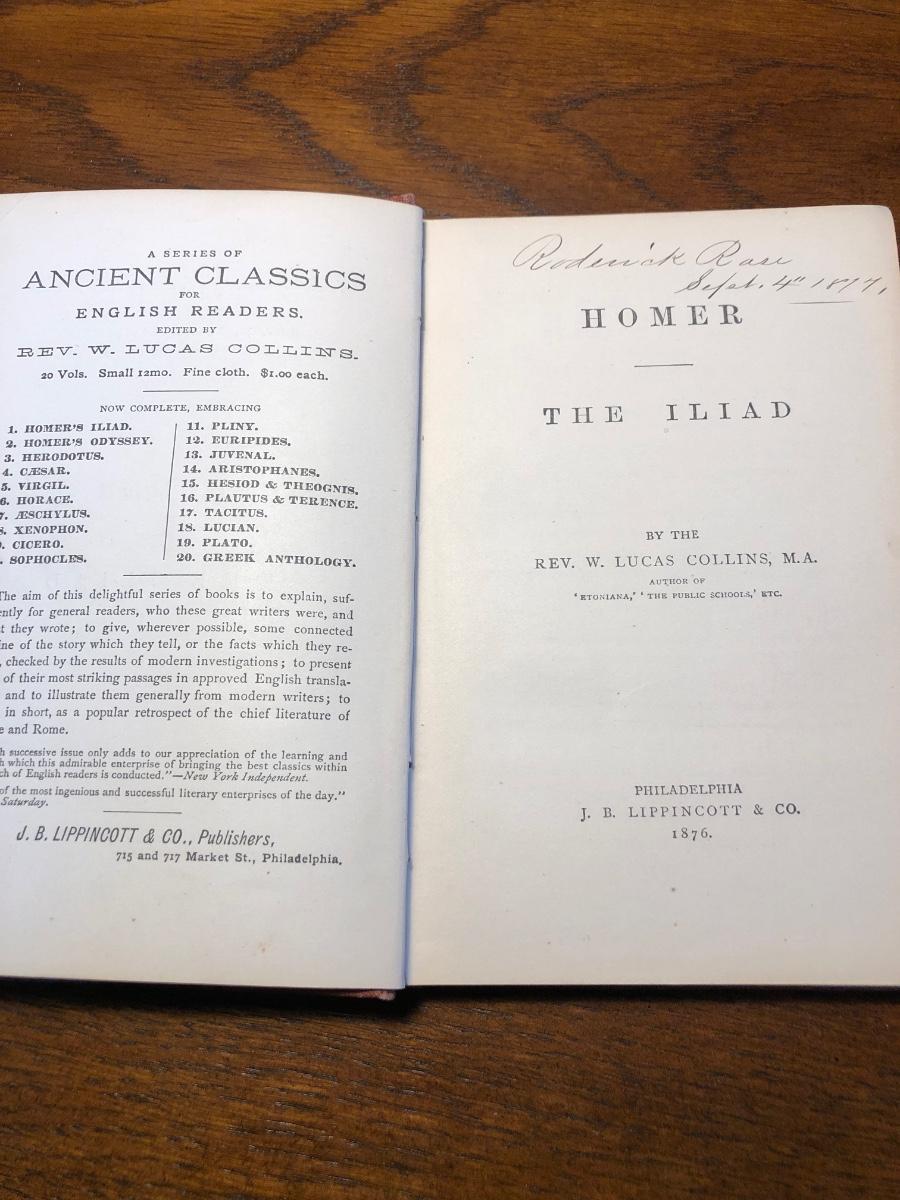 A SERIES OF
ANCIENT CLASSICS
FOR
ENGLISH READERS.
EDITED BY
REV. W. LUCAS COLLINS.
20 Vols. Small 12mo. Fine cloth. $1.00 each.
NOW COMPLETE, EMBRACING
1. HOMER'S ILIAD.
2. HOMER'S ODYSSEY.
3. HERODOTUS.
4. CÆSAR.
5. VIRGIL.
6. HORACE.
7. ÆSCHYLUS.
XENOPHON.
CICERO.
SOPHOCLES.
11. PLINY.
12. EURIPIDES.
13. JUVENAL.
14. ARISTOPHANES.
15. HESIOD & THEOGNIS.
16. PLAUTUS & TERENCE.
17. TACITUS.
18. LUCIAN.
19. PLATO.
20. GREEK ANTHOLOGY.
The aim of this delightful series of books is to explain, suf-
ently for general readers, who these great writers were, and
t they wrote; to give, wherever possible, some connected
ine of the story which they tell, or the facts which they re-
, checked by the results of modern investigations; to present
of their most striking passages in approved English transla-
and to illustrate them generally from modern writers; to
in short, as a popular retrospect of the chief literature of
e and Rome.
h successive issue only adds to our appreciation of the learning and
h which this admirable enterprise of bringing the best classics within
ch of English readers is conducted."—New York Independent.
of the most ingenious and successful literary enterprises of the day."
Saturday.
J. B. LIPPINCOTT & CO., Publishers,
715 and 717 Market St., Philadelphia.
Roderick Rose
Sept. 4" 1877,
HOMER
THE ILIAD
BY THE
REV. W. LUCAS COLLINS, M.A.
AUTHOR OF
'ETONIANA,' 'THE PUBLIC SCHOOLS,' ETC.
PHILADELPHIA
J. B. LIPPINCOTT & CO.
1876.